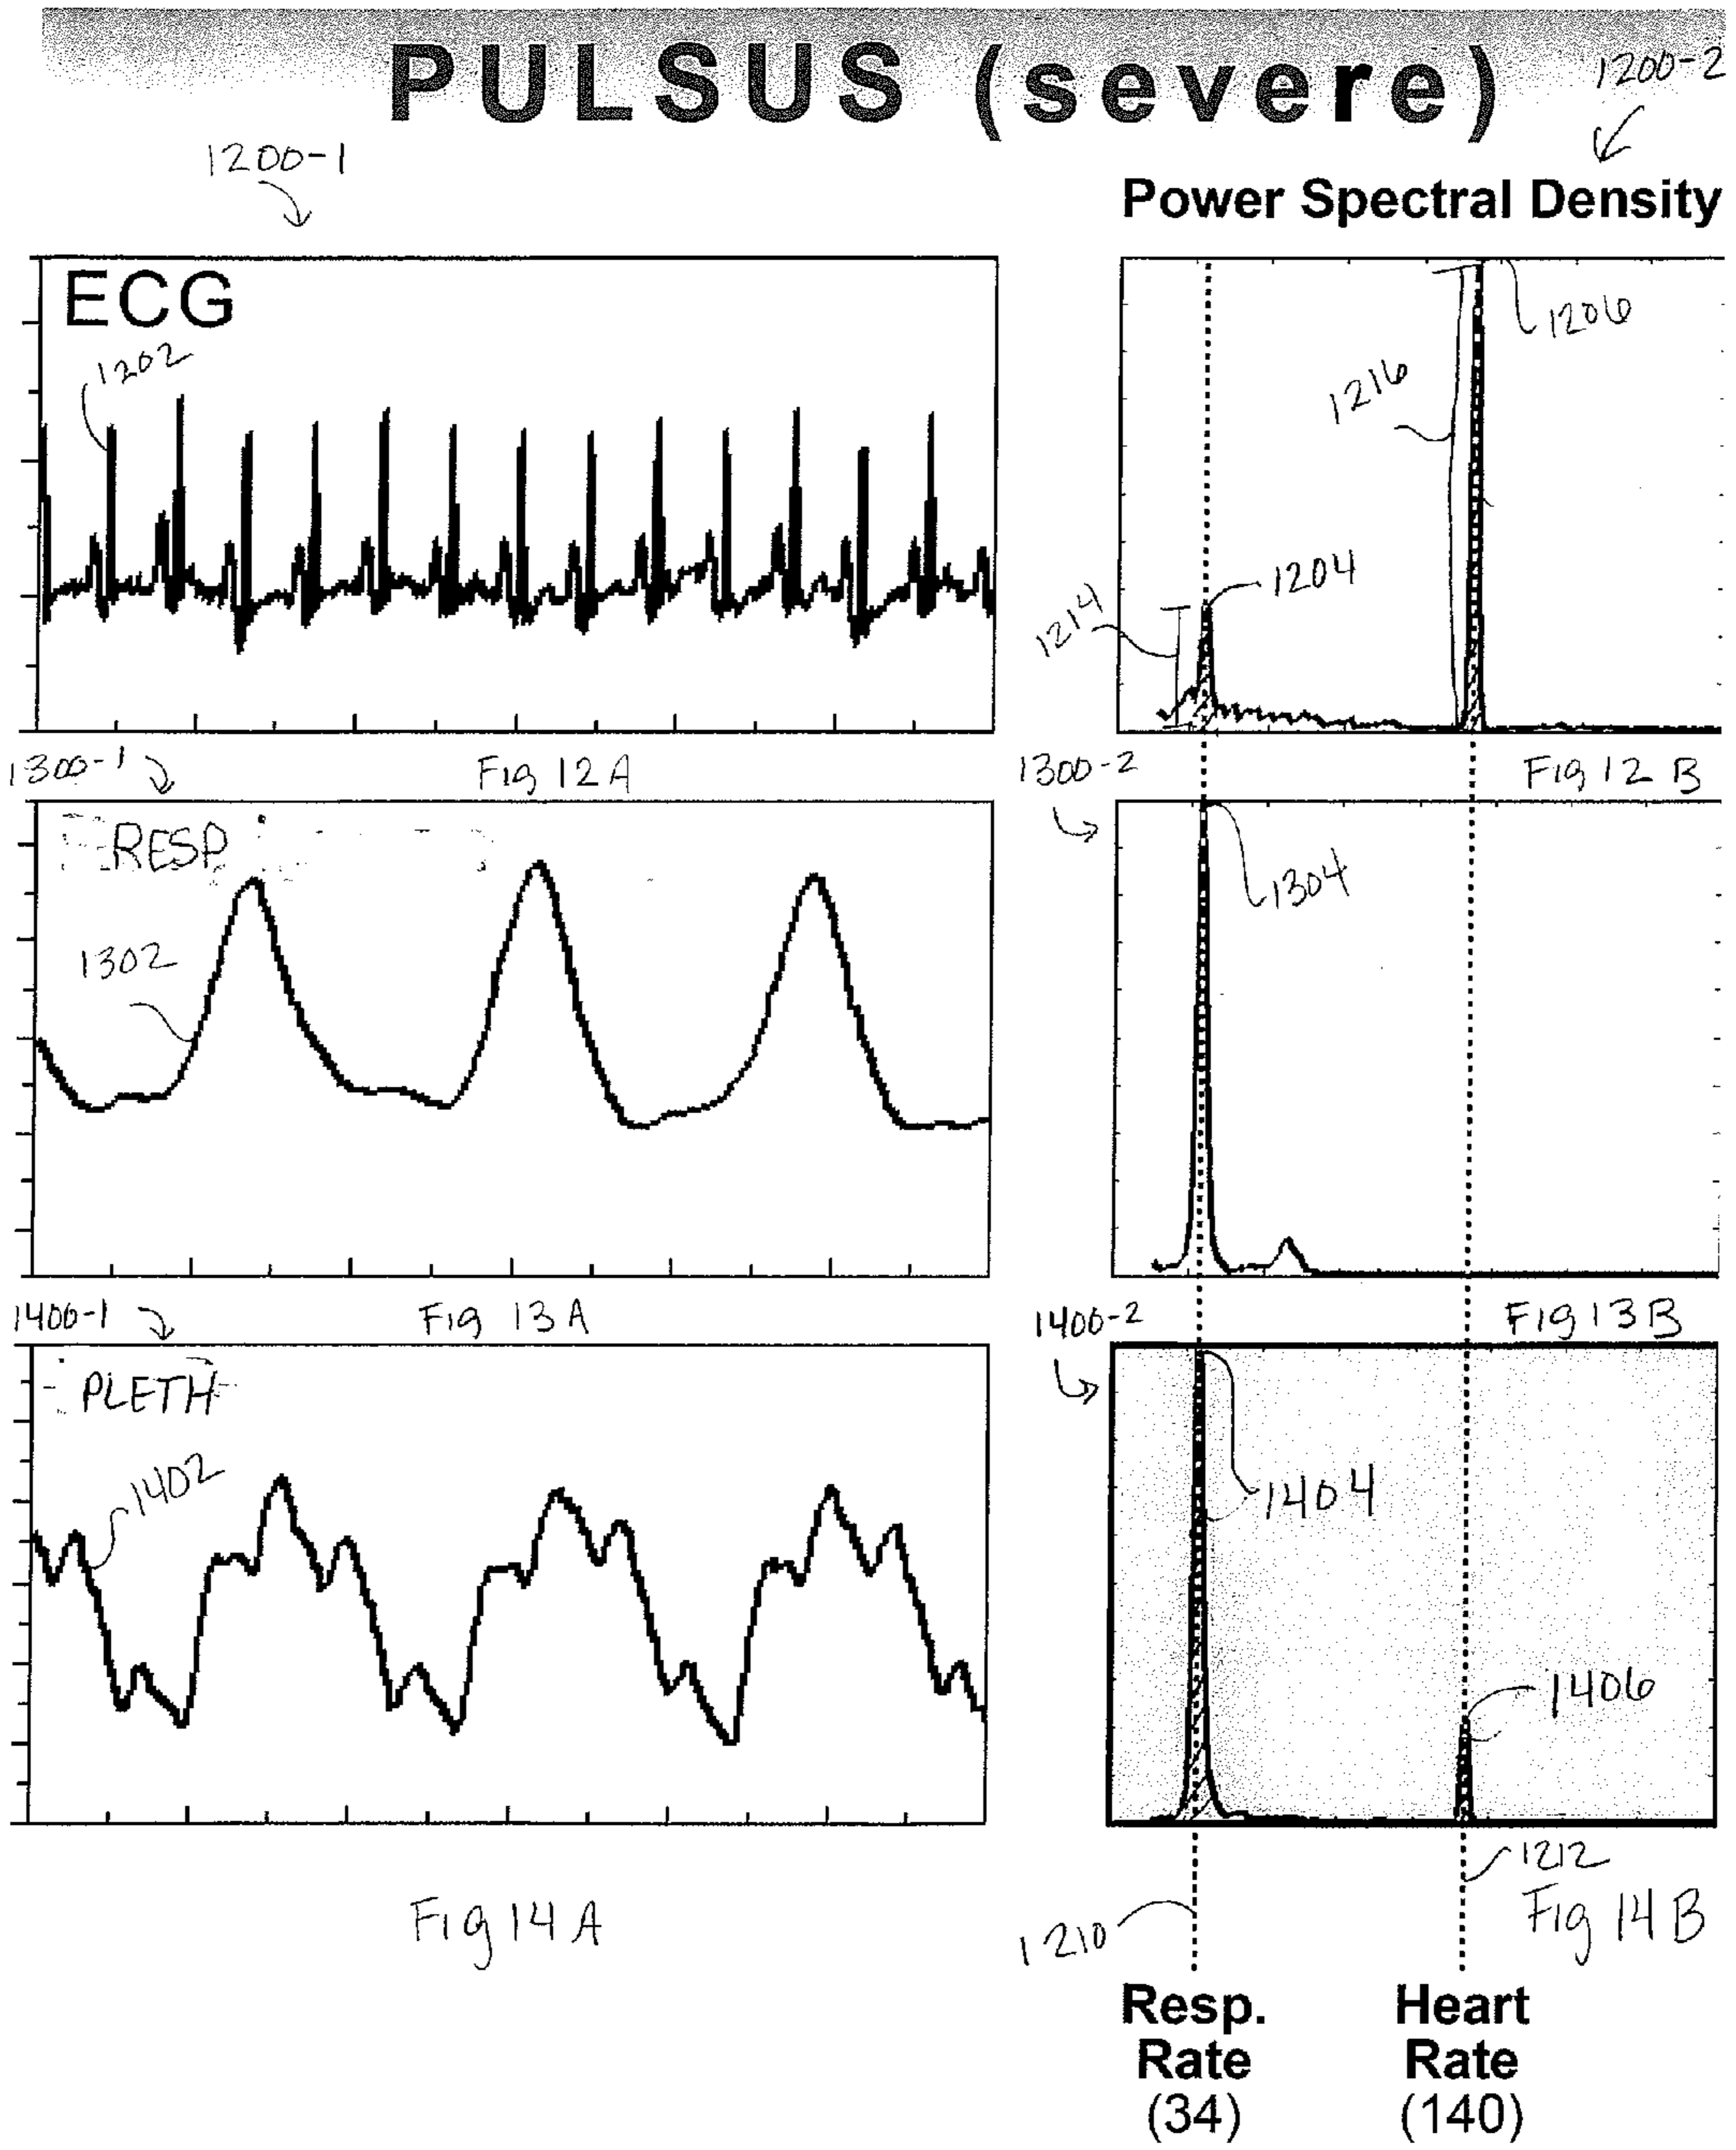 PULSUS (severe)
1200-2
1200-1
Power Spectral Density
ECG
1202
1206
1216
1204
1214
1300-1
Fig 12A
1300-2
Fig 12 B
RESP
1304
1302
1400-1
Fig 13A
1400-2
Fig 13B
PLETH
1402
1404
1406
1212
Fig 14A
1210
Fig 14B
Resp. Rate (34)
Heart Rate (140)